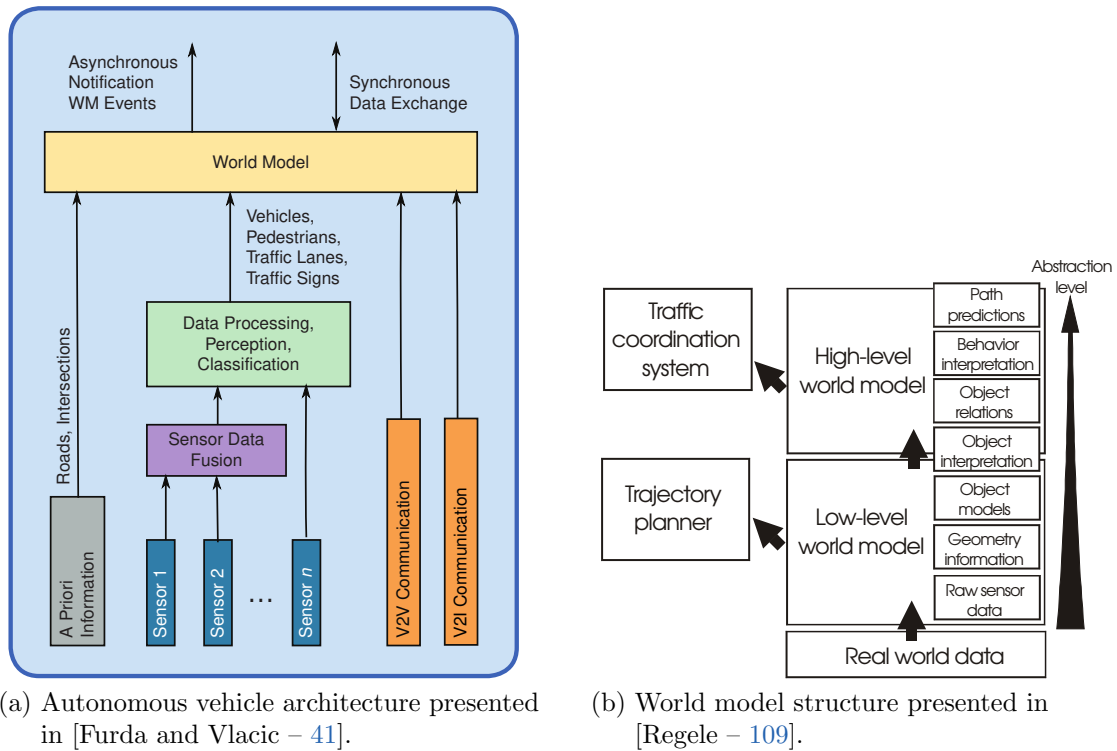 Asynchronous
Notification
WM Events
Synchronous
Data Exchange
World Model
Vehicles,
Pedestrians,
Traffic Lanes,
Traffic Signs
Data Processing,
Perception,
Classification
Sensor Data
Fusion
Roads, Intersections
A Priori
Information
Sensor 1
Sensor 2
...
Sensor n
V2V Communication
V2I Communication
(a) Autonomous vehicle architecture presented
in [Furda and Vlacic – 41].
Abstraction
level
Traffic
coordination
system
High-level
world model
Path
predictions
Behavior
interpretation
Object
relations
Object
interpretation
Trajectory
planner
Low-level
world model
Object
models
Geometry
information
Raw sensor
data
Real world data
(b) World model structure presented in
[Regele – 109].